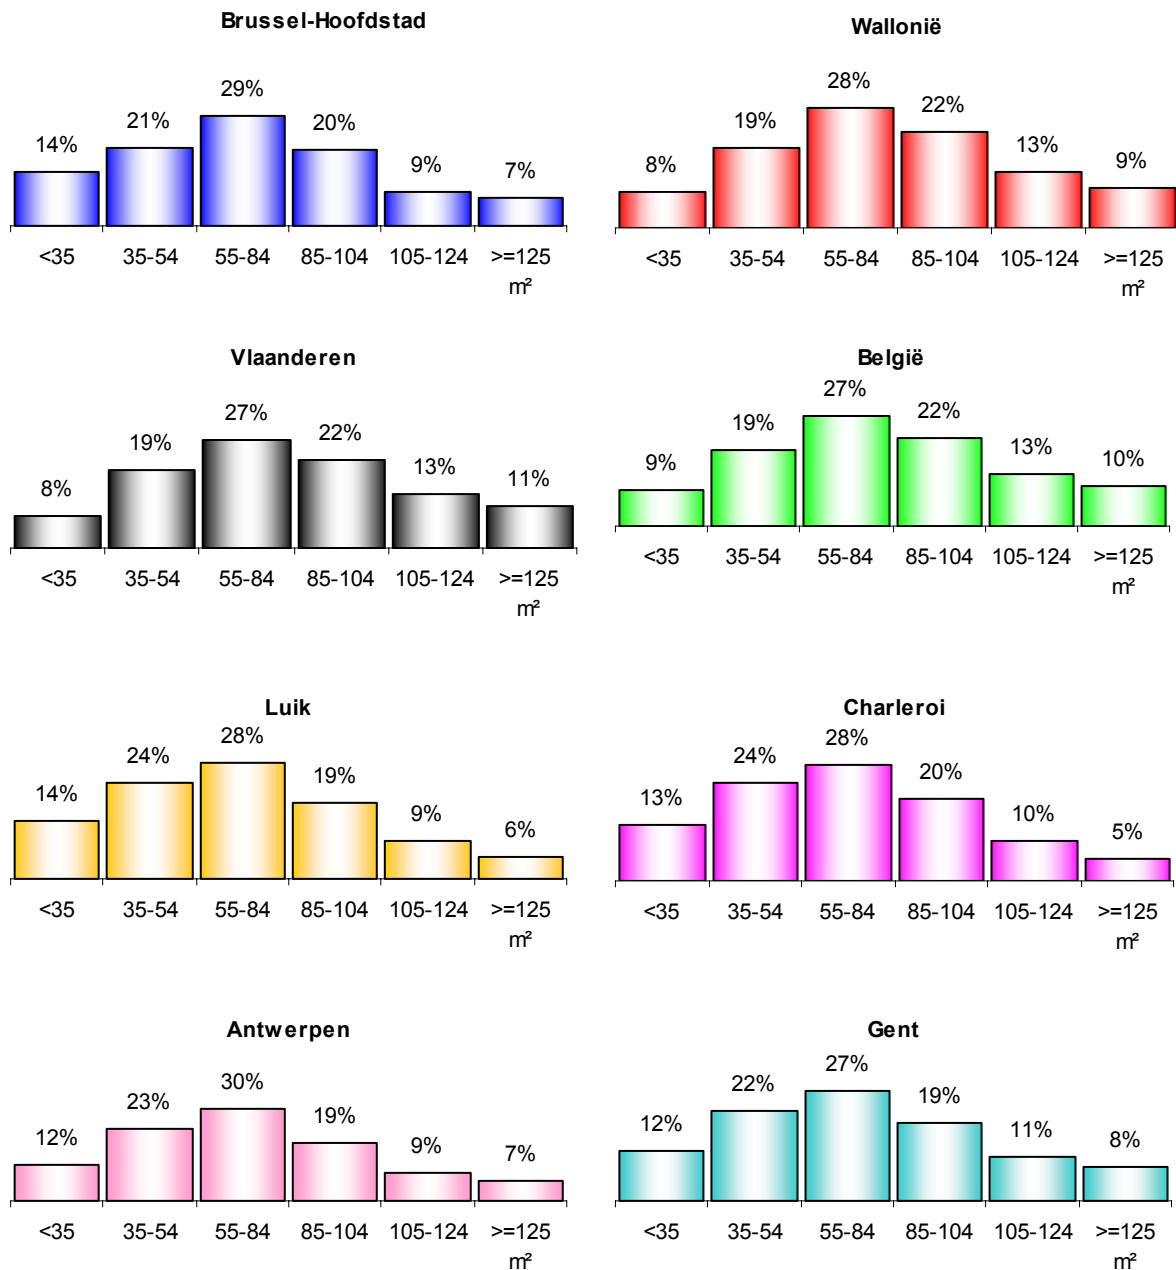 Brussel-Hoofdstad
14% 21% 29% 20% 9% 7%
<35 35-54 55-84 85-104 105-124 >=125
m²
Wallonië
8% 19% 28% 22% 13% 9%
<35 35-54 55-84 85-104 105-124 >=125
m²
Vlaanderen
8% 19% 27% 22% 13% 11%
<35 35-54 55-84 85-104 105-124 >=125
m²
België
9% 19% 27% 22% 13% 10%
<35 35-54 55-84 85-104 105-124 >=125
m²
Luik
14% 24% 28% 19% 9% 6%
<35 35-54 55-84 85-104 105-124 >=125
m²
Charleroi
13% 24% 28% 20% 10% 5%
<35 35-54 55-84 85-104 105-124 >=125
m²
Antwerpen
12% 23% 30% 19% 9% 7%
<35 35-54 55-84 85-104 105-124 >=125
m²
Gent
12% 22% 27% 19% 11% 8%
<35 35-54 55-84 85-104 105-124 >=125
m²